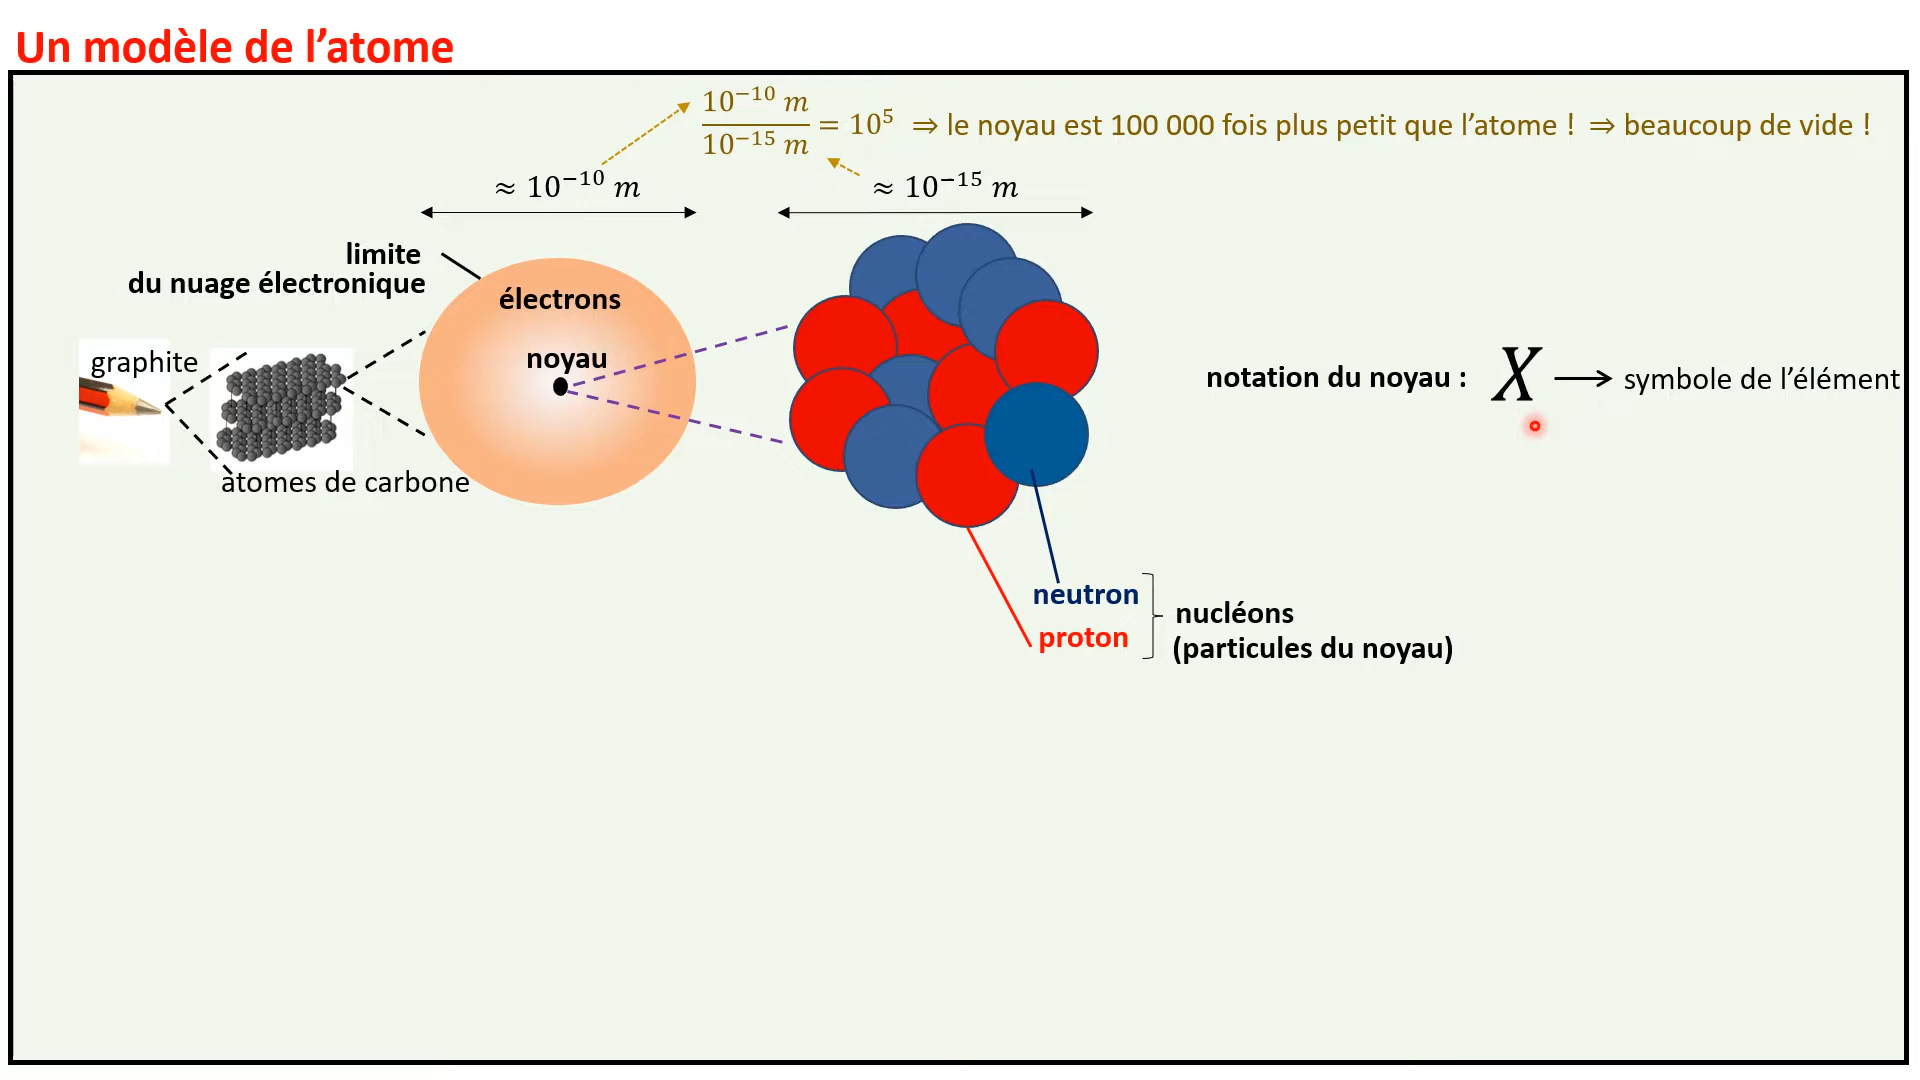 Un modèle de l’atome
10⁻¹⁰ m / 10⁻¹⁵ m = 10⁵ ⇒ le noyau est 100 000 fois plus petit que l’atome ! ⇒ beaucoup de vide !
≈ 10⁻¹⁰ m
≈ 10⁻¹⁵ m
limite
du nuage électronique
électrons
noyau
graphite
atomes de carbone
notation du noyau : X → symbole de l’élément
neutron
proton
nucléons
(particules du noyau)